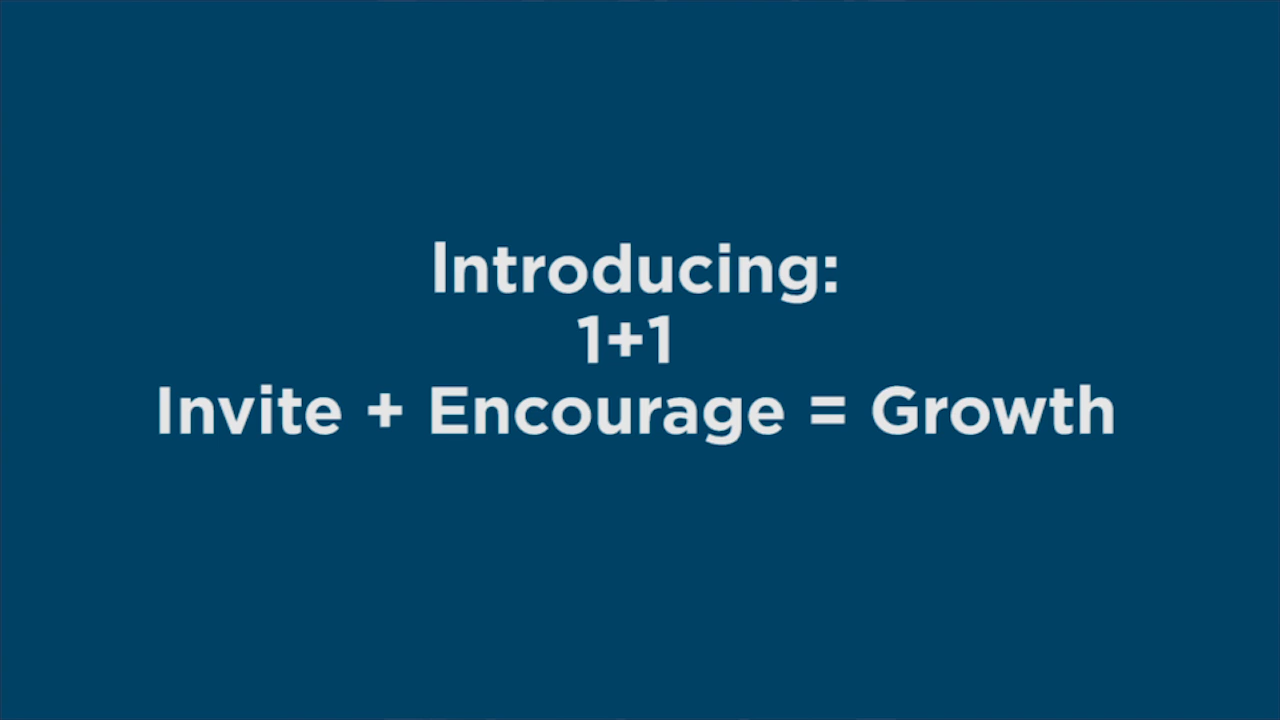 Introducing:
1+1
Invite + Encourage = Growth